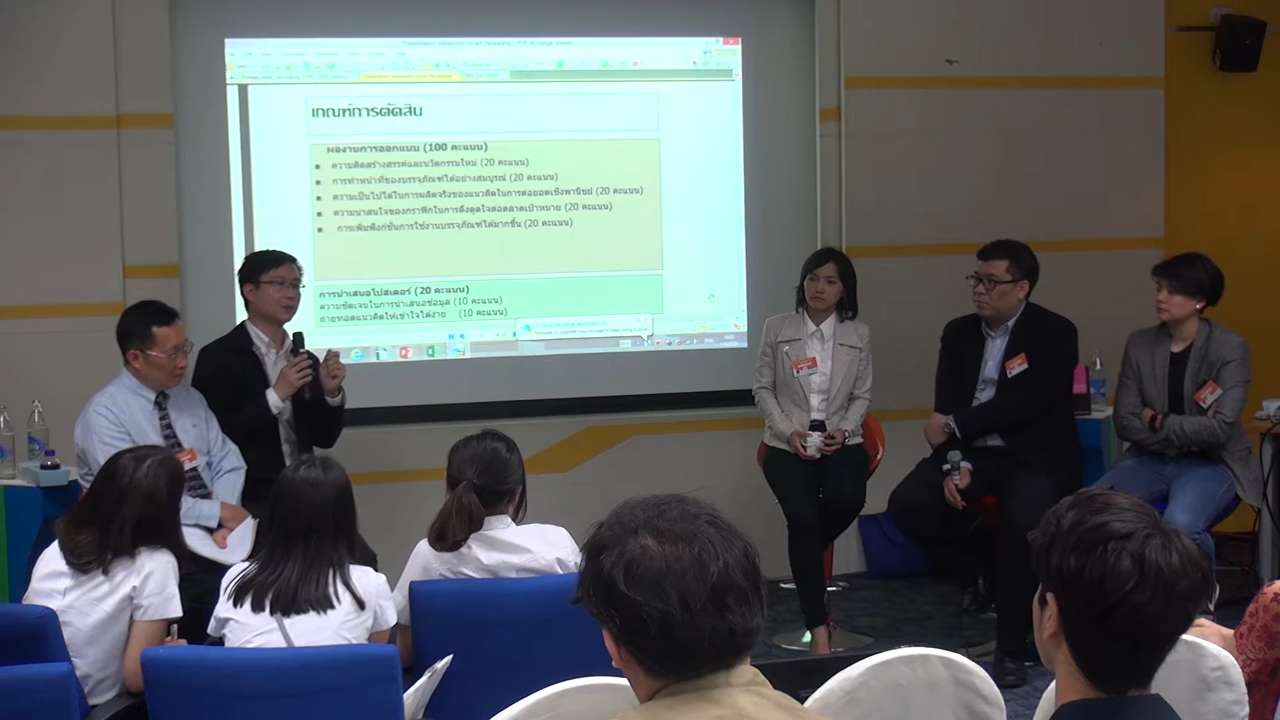 เกณฑ์การตัดสิน
ผลงานการออกแบบ (100 คะแนน)
ความคิดสร้างสรรค์และนวัตกรรมใหม่ (20 คะแนน)
การทำหน้าที่ของบรรจุภัณฑ์ได้อย่างสมบูรณ์ (20 คะแนน)
ความเป็นไปได้ในการผลิตจริงของแนวคิดในการต่อยอดเชิงพานิชย์ (20 คะแนน)
ความน่าสนใจของกราฟิกในการดึงดูดใจต่อตลาดเป้าหมาย (20 คะแนน)
การเพิ่มฟังก์ชั่นการใช้งานบรรจุภัณฑ์ได้มากขึ้น (20 คะแนน)
การนำเสนอโปสเตอร์ (20 คะแนน)
ความชัดเจนในการนำเสนอข้อมูล (10 คะแนน)
ถ่ายทอดแนวคิดให้เข้าใจได้ง่าย (10 คะแนน)